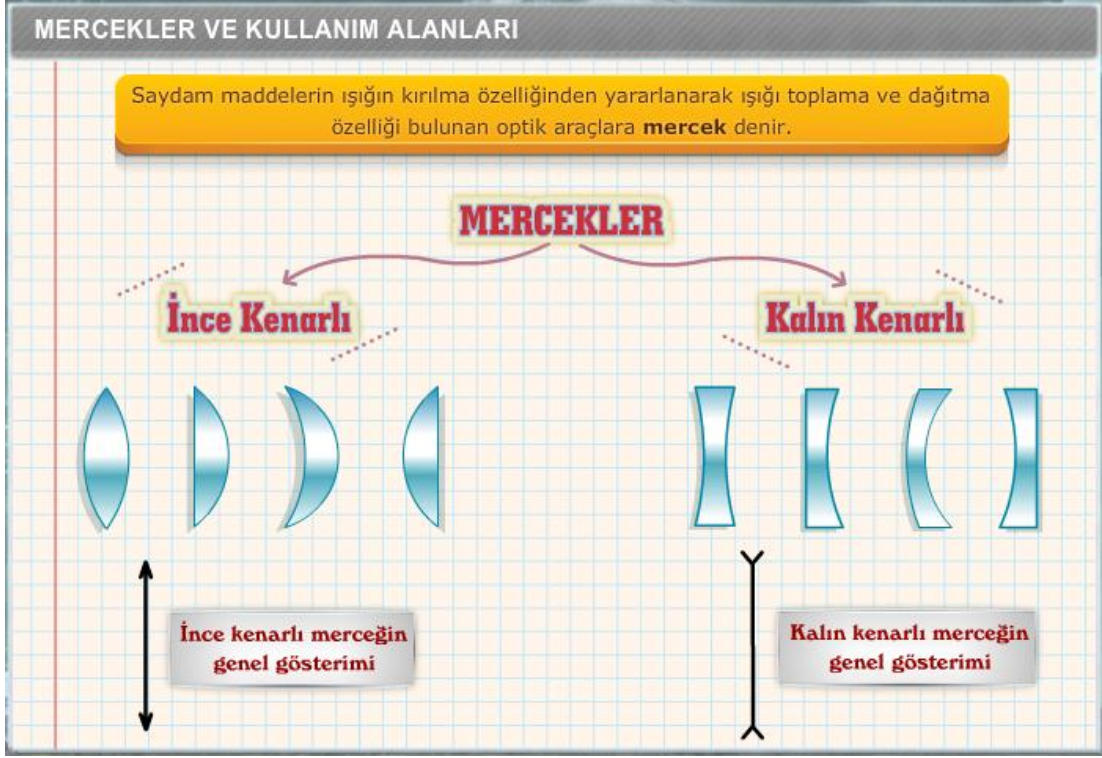 MERCEKLER VE KULLANIM ALANLARI
Saydam maddelerin ışığın kırılma özelliğinden yararlanarak ışığı toplama ve dağıtma
özelliği bulunan optik araçlara mercek denir.
MERCEKLER
İnce Kenarlı
Kalın Kenarlı
İnce kenarlı merceğin
genel gösterimi
Kalın kenarlı merceğin
genel gösterimi